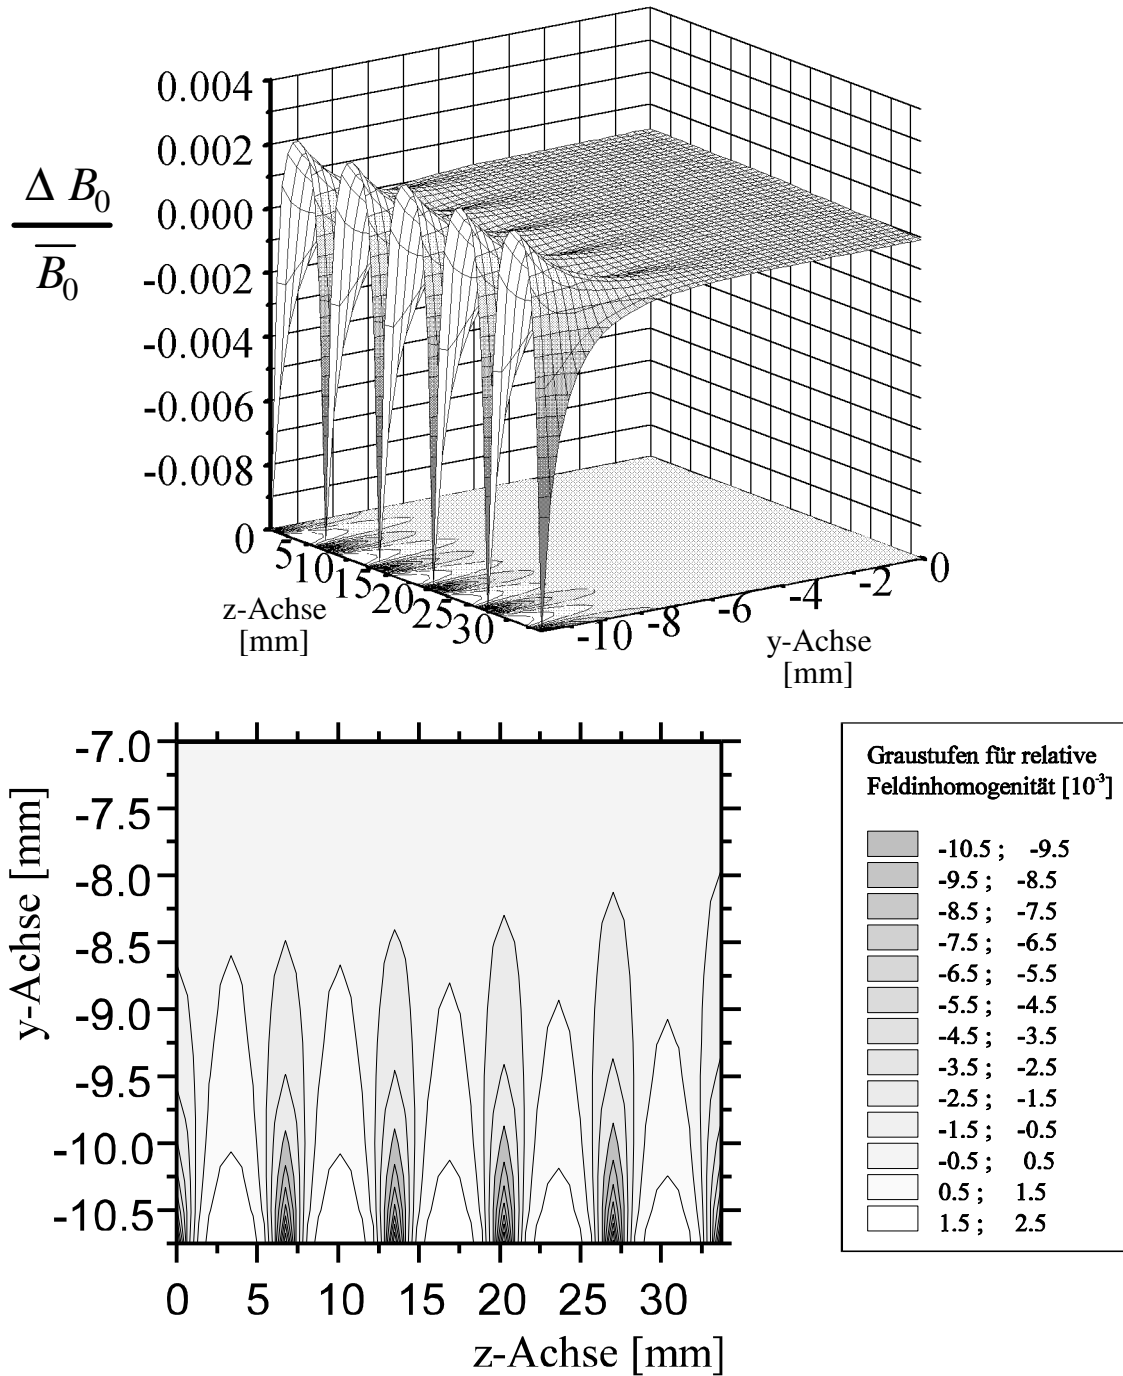 0.004
0.002
0.000
-0.002
-0.004
-0.006
-0.008
Δ B0
B0
0 5 10 15 20 25 30
z-Achse
[mm]
-10 -8 -6 -4 -2 0
y-Achse
[mm]
-7.0
-7.5
-8.0
-8.5
-9.0
-9.5
-10.0
-10.5
y-Achse [mm]
0 5 10 15 20 25 30
z-Achse [mm]
Graustufen für relative
Feldinhomogenität [10⁻³]
-10.5 ; -9.5
-9.5 ; -8.5
-8.5 ; -7.5
-7.5 ; -6.5
-6.5 ; -5.5
-5.5 ; -4.5
-4.5 ; -3.5
-3.5 ; -2.5
-2.5 ; -1.5
-1.5 ; -0.5
-0.5 ; 0.5
0.5 ; 1.5
1.5 ; 2.5